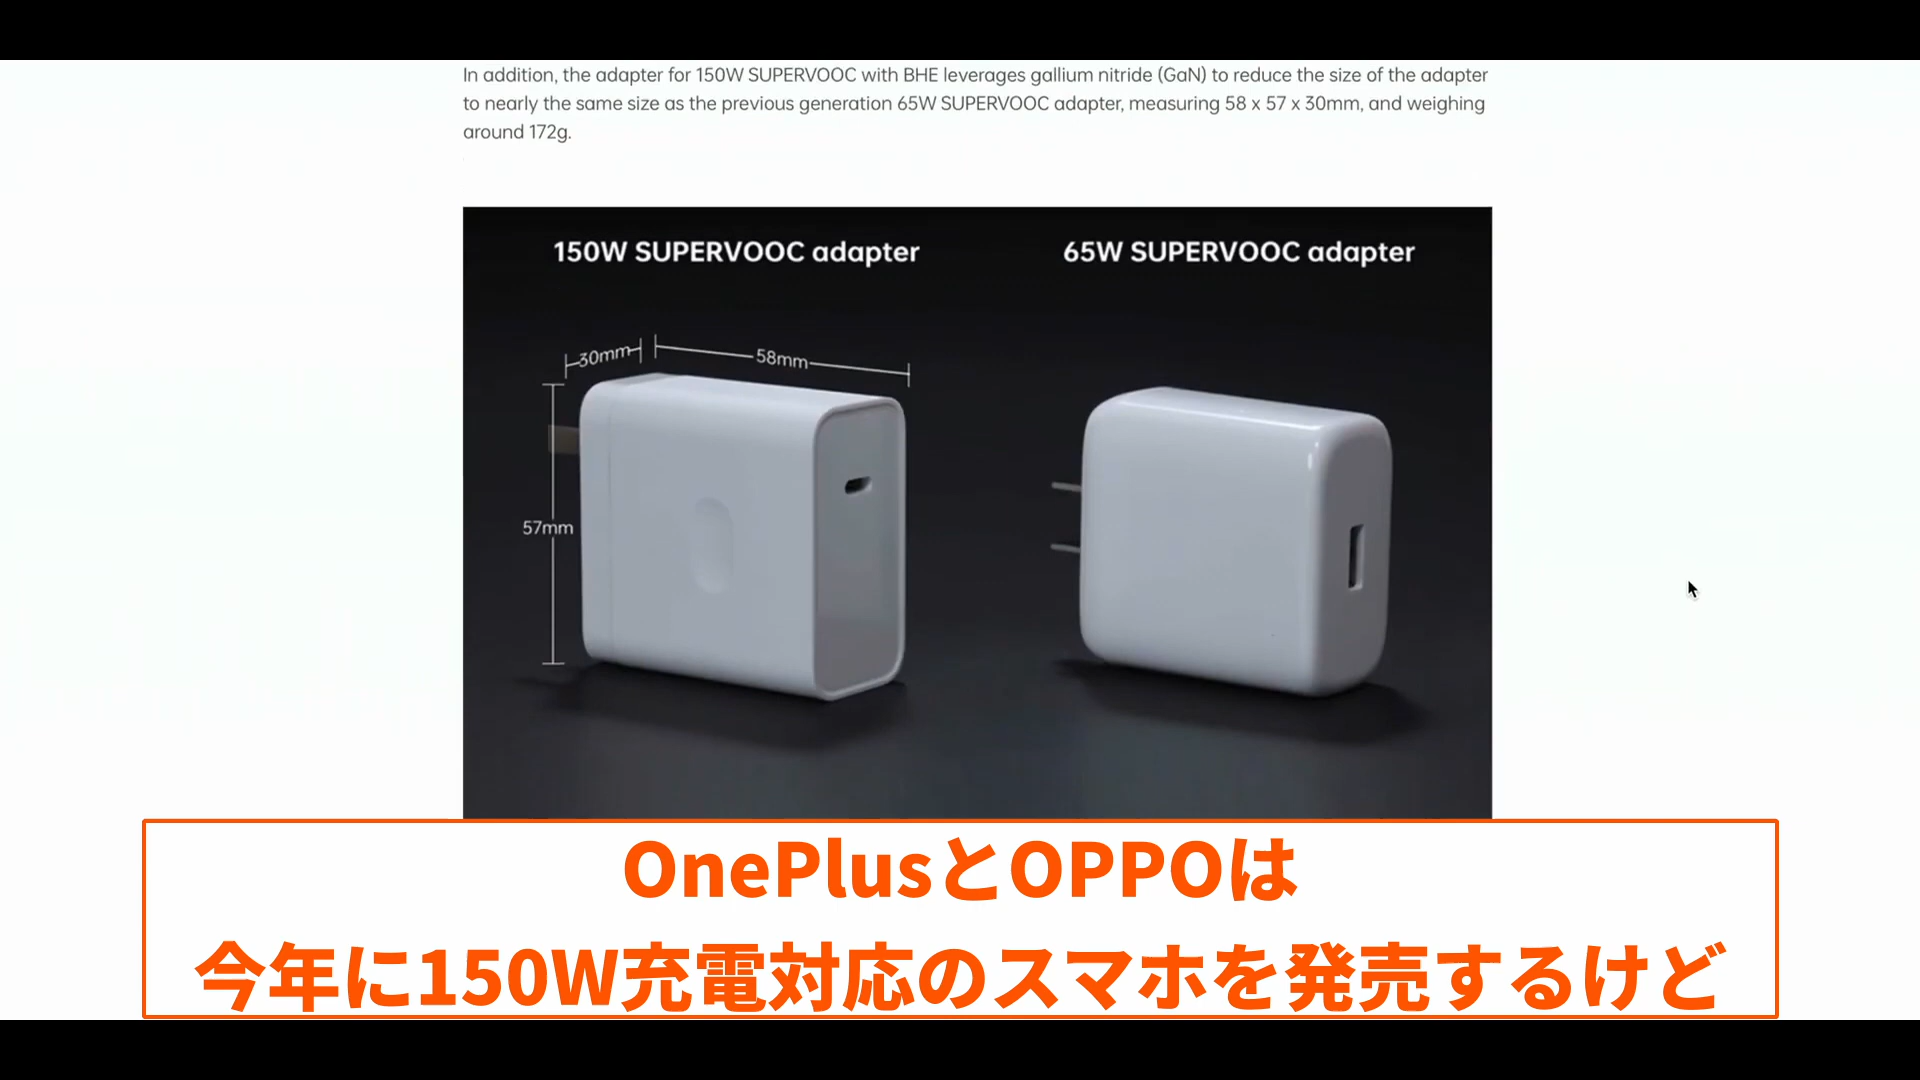 In addition, the adapter for 150W SUPERVOOC with BHE leverages gallium nitride (GaN) to reduce the size of the adapter
to nearly the same size as the previous generation 65W SUPERVOOC adapter, measuring 58 x 57 x 30mm, and weighing
around 172g.
150W SUPERVOOC adapter
65W SUPERVOOC adapter
30mm
58mm
57mm
OnePlusとOPPOは
今年に150W充電対応のスマホを発売するけど